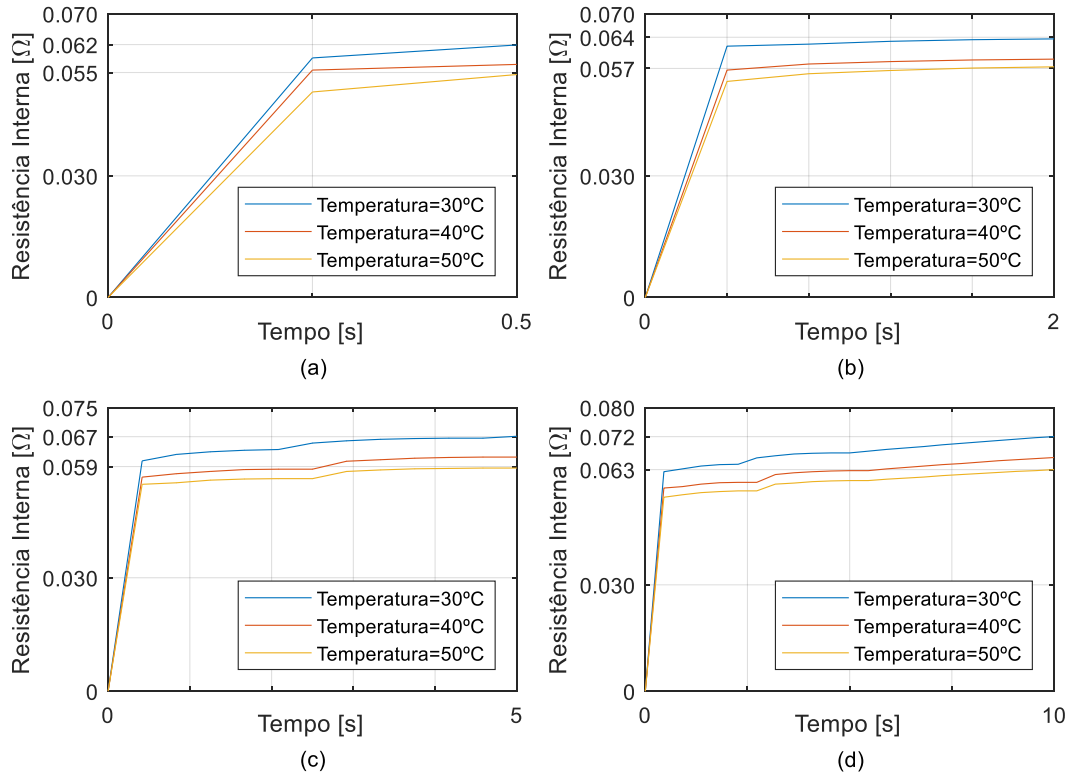 0.070
0.062
0.055
0.030
0
Resistência Interna [Ω]
Temperatura=30ºC
Temperatura=40ºC
Temperatura=50ºC
0
0.5
Tempo [s]
(a)
0.070
0.064
0.057
0.030
0
Resistência Interna [Ω]
Temperatura=30ºC
Temperatura=40ºC
Temperatura=50ºC
0
2
Tempo [s]
(b)
0.075
0.067
0.059
0.030
0
Resistência Interna [Ω]
Temperatura=30ºC
Temperatura=40ºC
Temperatura=50ºC
0
5
Tempo [s]
(c)
0.080
0.072
0.063
0.030
0
Resistência Interna [Ω]
Temperatura=30ºC
Temperatura=40ºC
Temperatura=50ºC
0
10
Tempo [s]
(d)